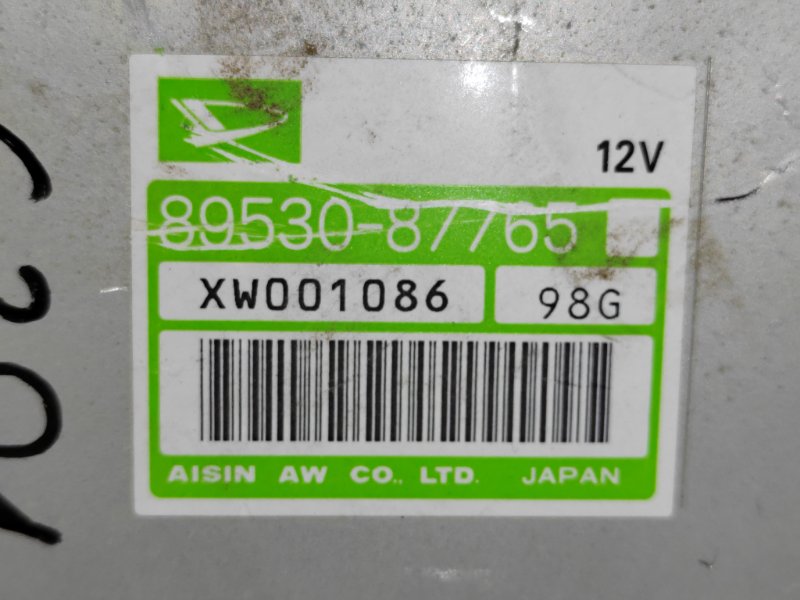 12V
89530-87765
XW001086
98G
AISIN AW CO., LTD. JAPAN